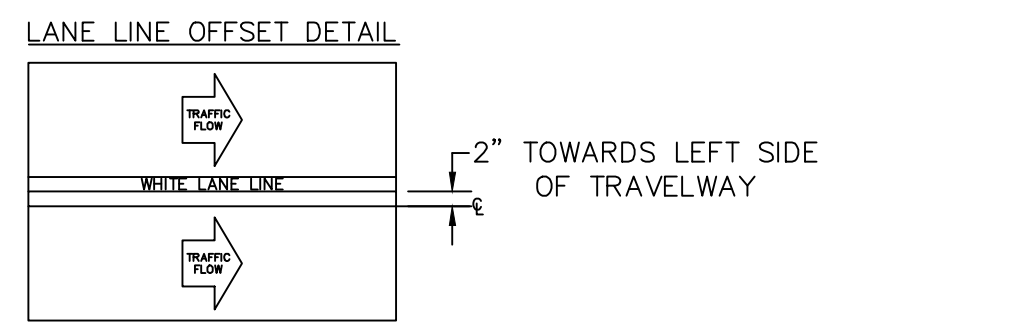 LANE LINE OFFSET DETAIL
TRAFFIC
FLOW
WHITE LANE LINE
2” TOWARDS LEFT SIDE
OF TRAVELWAY
℄
TRAFFIC
FLOW